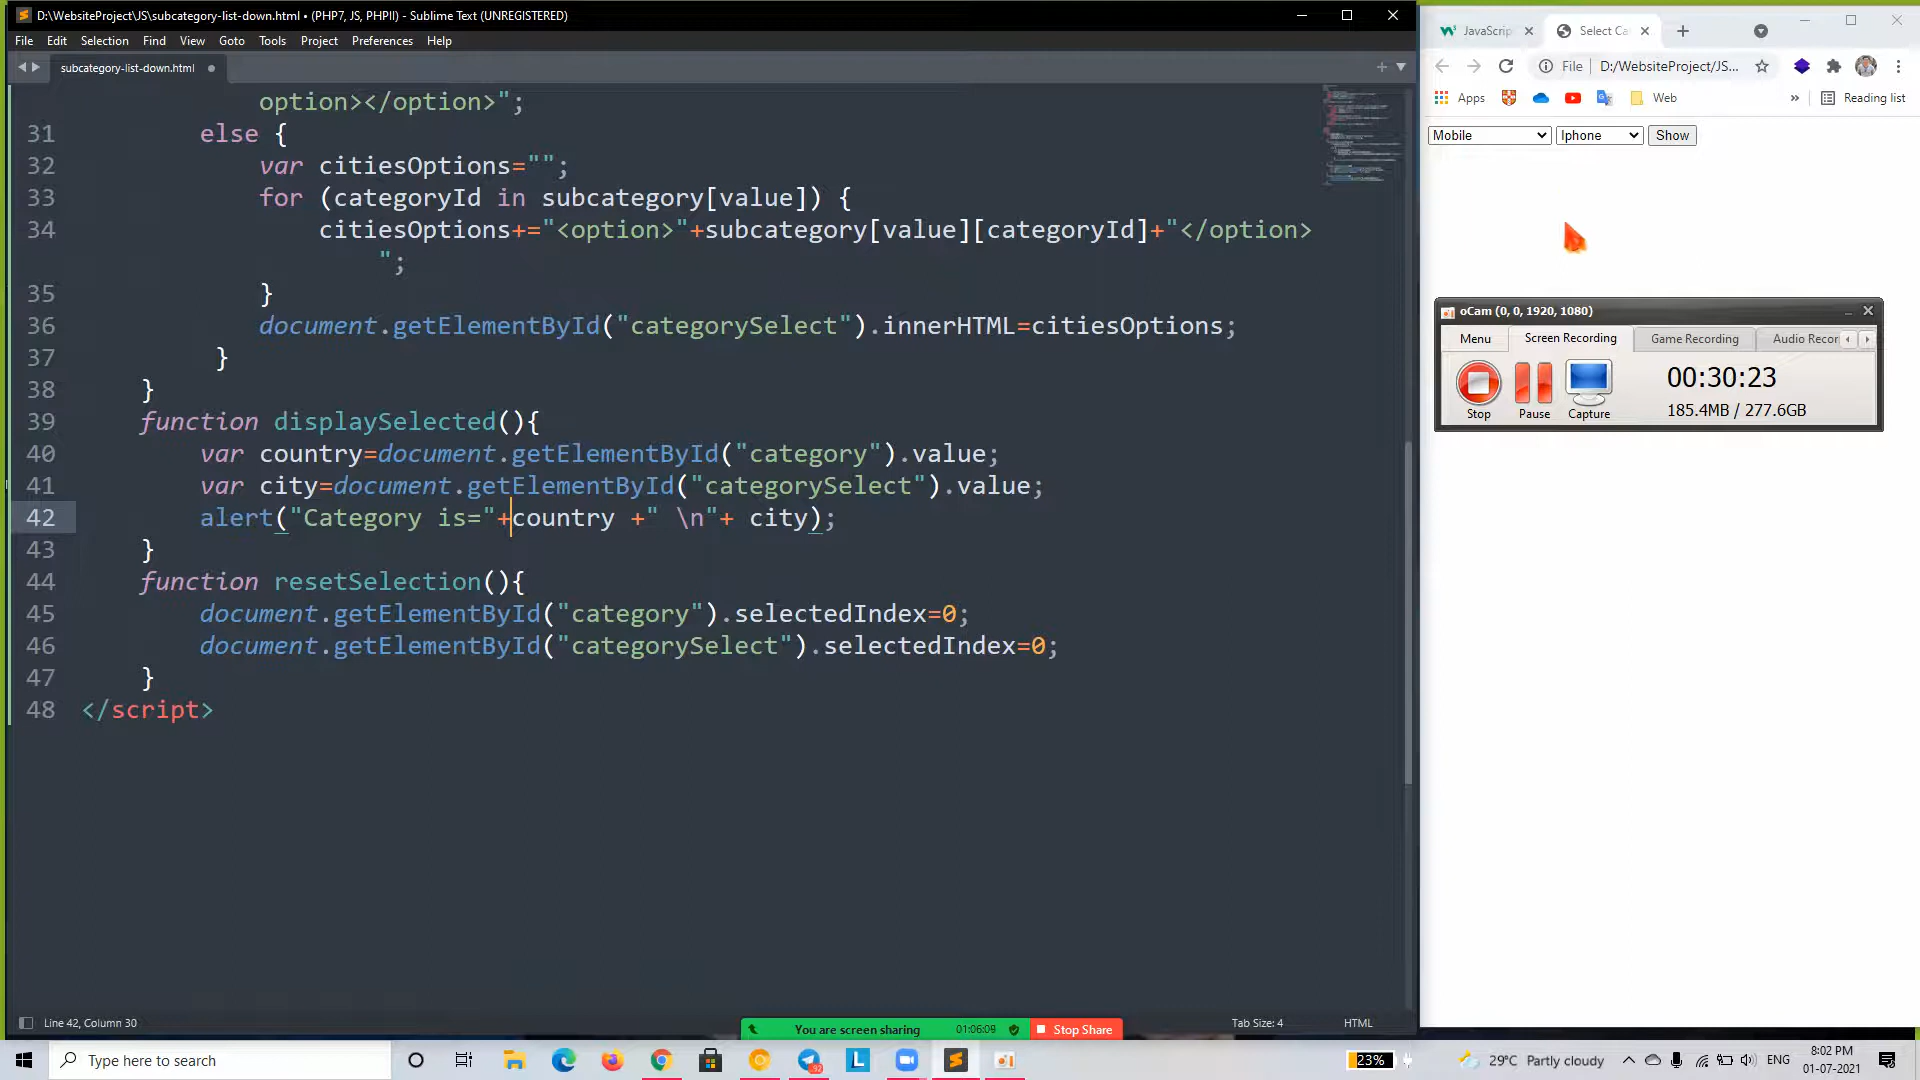 D:\WebsiteProject\JS\subcategory-list-down.html • (PHP7, JS, PHPII) - Sublime Text (UNREGISTERED)
File Edit Selection Find View Goto Tools Project Preferences Help
subcategory-list-down.html
option></option>";
31 else {
32 var citiesOptions="";
33 for (categoryId in subcategory[value]) {
34 citiesOptions+="<option>"+subcategory[value][categoryId]+"</option>
";
35 }
36 document.getElementById("categorySelect").innerHTML=citiesOptions;
37 }
38 }
39 function displaySelected(){
40 var country=document.getElementById("category").value;
41 var city=document.getElementById("categorySelect").value;
42 alert("Category is="+country +" \n"+ city);
43 }
44 function resetSelection(){
45 document.getElementById("category").selectedIndex=0;
46 document.getElementById("categorySelect").selectedIndex=0;
47 }
48 </script>
Line 42, Column 30
Tab Size: 4
HTML
JavaScrip
Select Ca
File D:/WebsiteProject/JS...
Apps
Web
» Reading list
Mobile Iphone Show
oCam (0, 0, 1920, 1080)
Menu Screen Recording Game Recording Audio Recor
00:30:23
185.4MB / 277.6GB
Stop Pause Capture
You are screen sharing 01:06:09 Stop Share
Type here to search
92
23%
29°C Partly cloudy
ENG
8:02 PM
01-07-2021